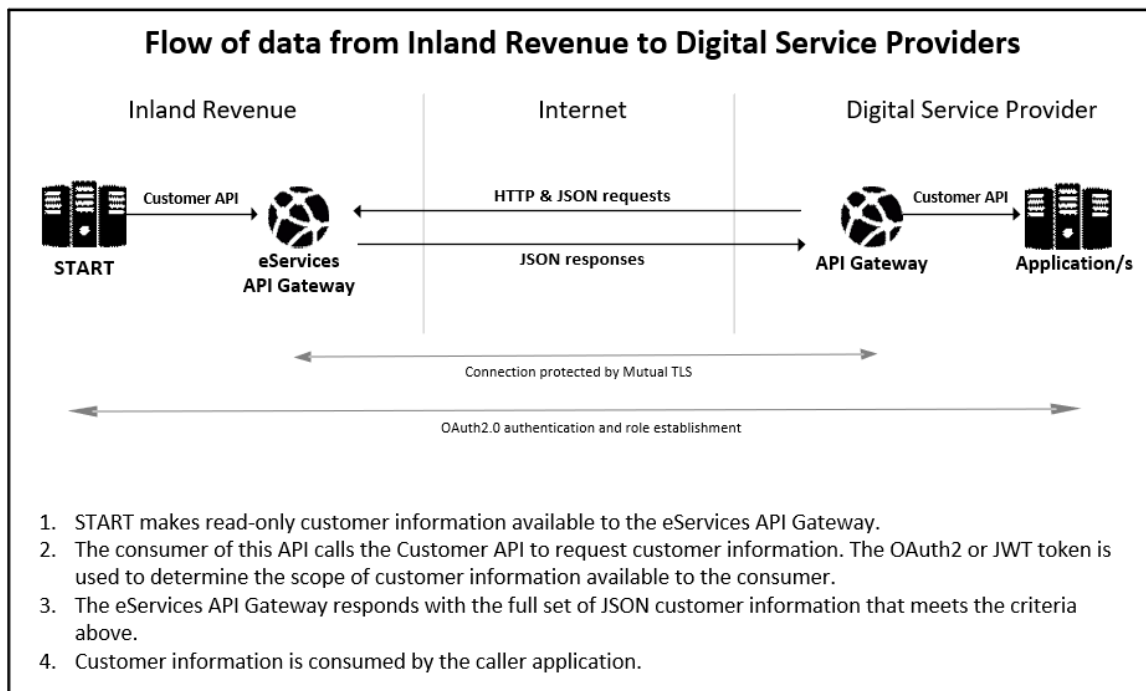 Flow of data from Inland Revenue to Digital Service Providers
Inland Revenue
Internet
Digital Service Provider
Customer API
HTTP & JSON requests
Customer API
JSON responses
START
eServices
API Gateway
API Gateway
Application/s
Connection protected by Mutual TLS
OAuth2.0 authentication and role establishment
1. START makes read-only customer information available to the eServices API Gateway.
2. The consumer of this API calls the Customer API to request customer information. The OAuth2 or JWT token is
used to determine the scope of customer information available to the consumer.
3. The eServices API Gateway responds with the full set of JSON customer information that meets the criteria
above.
4. Customer information is consumed by the caller application.